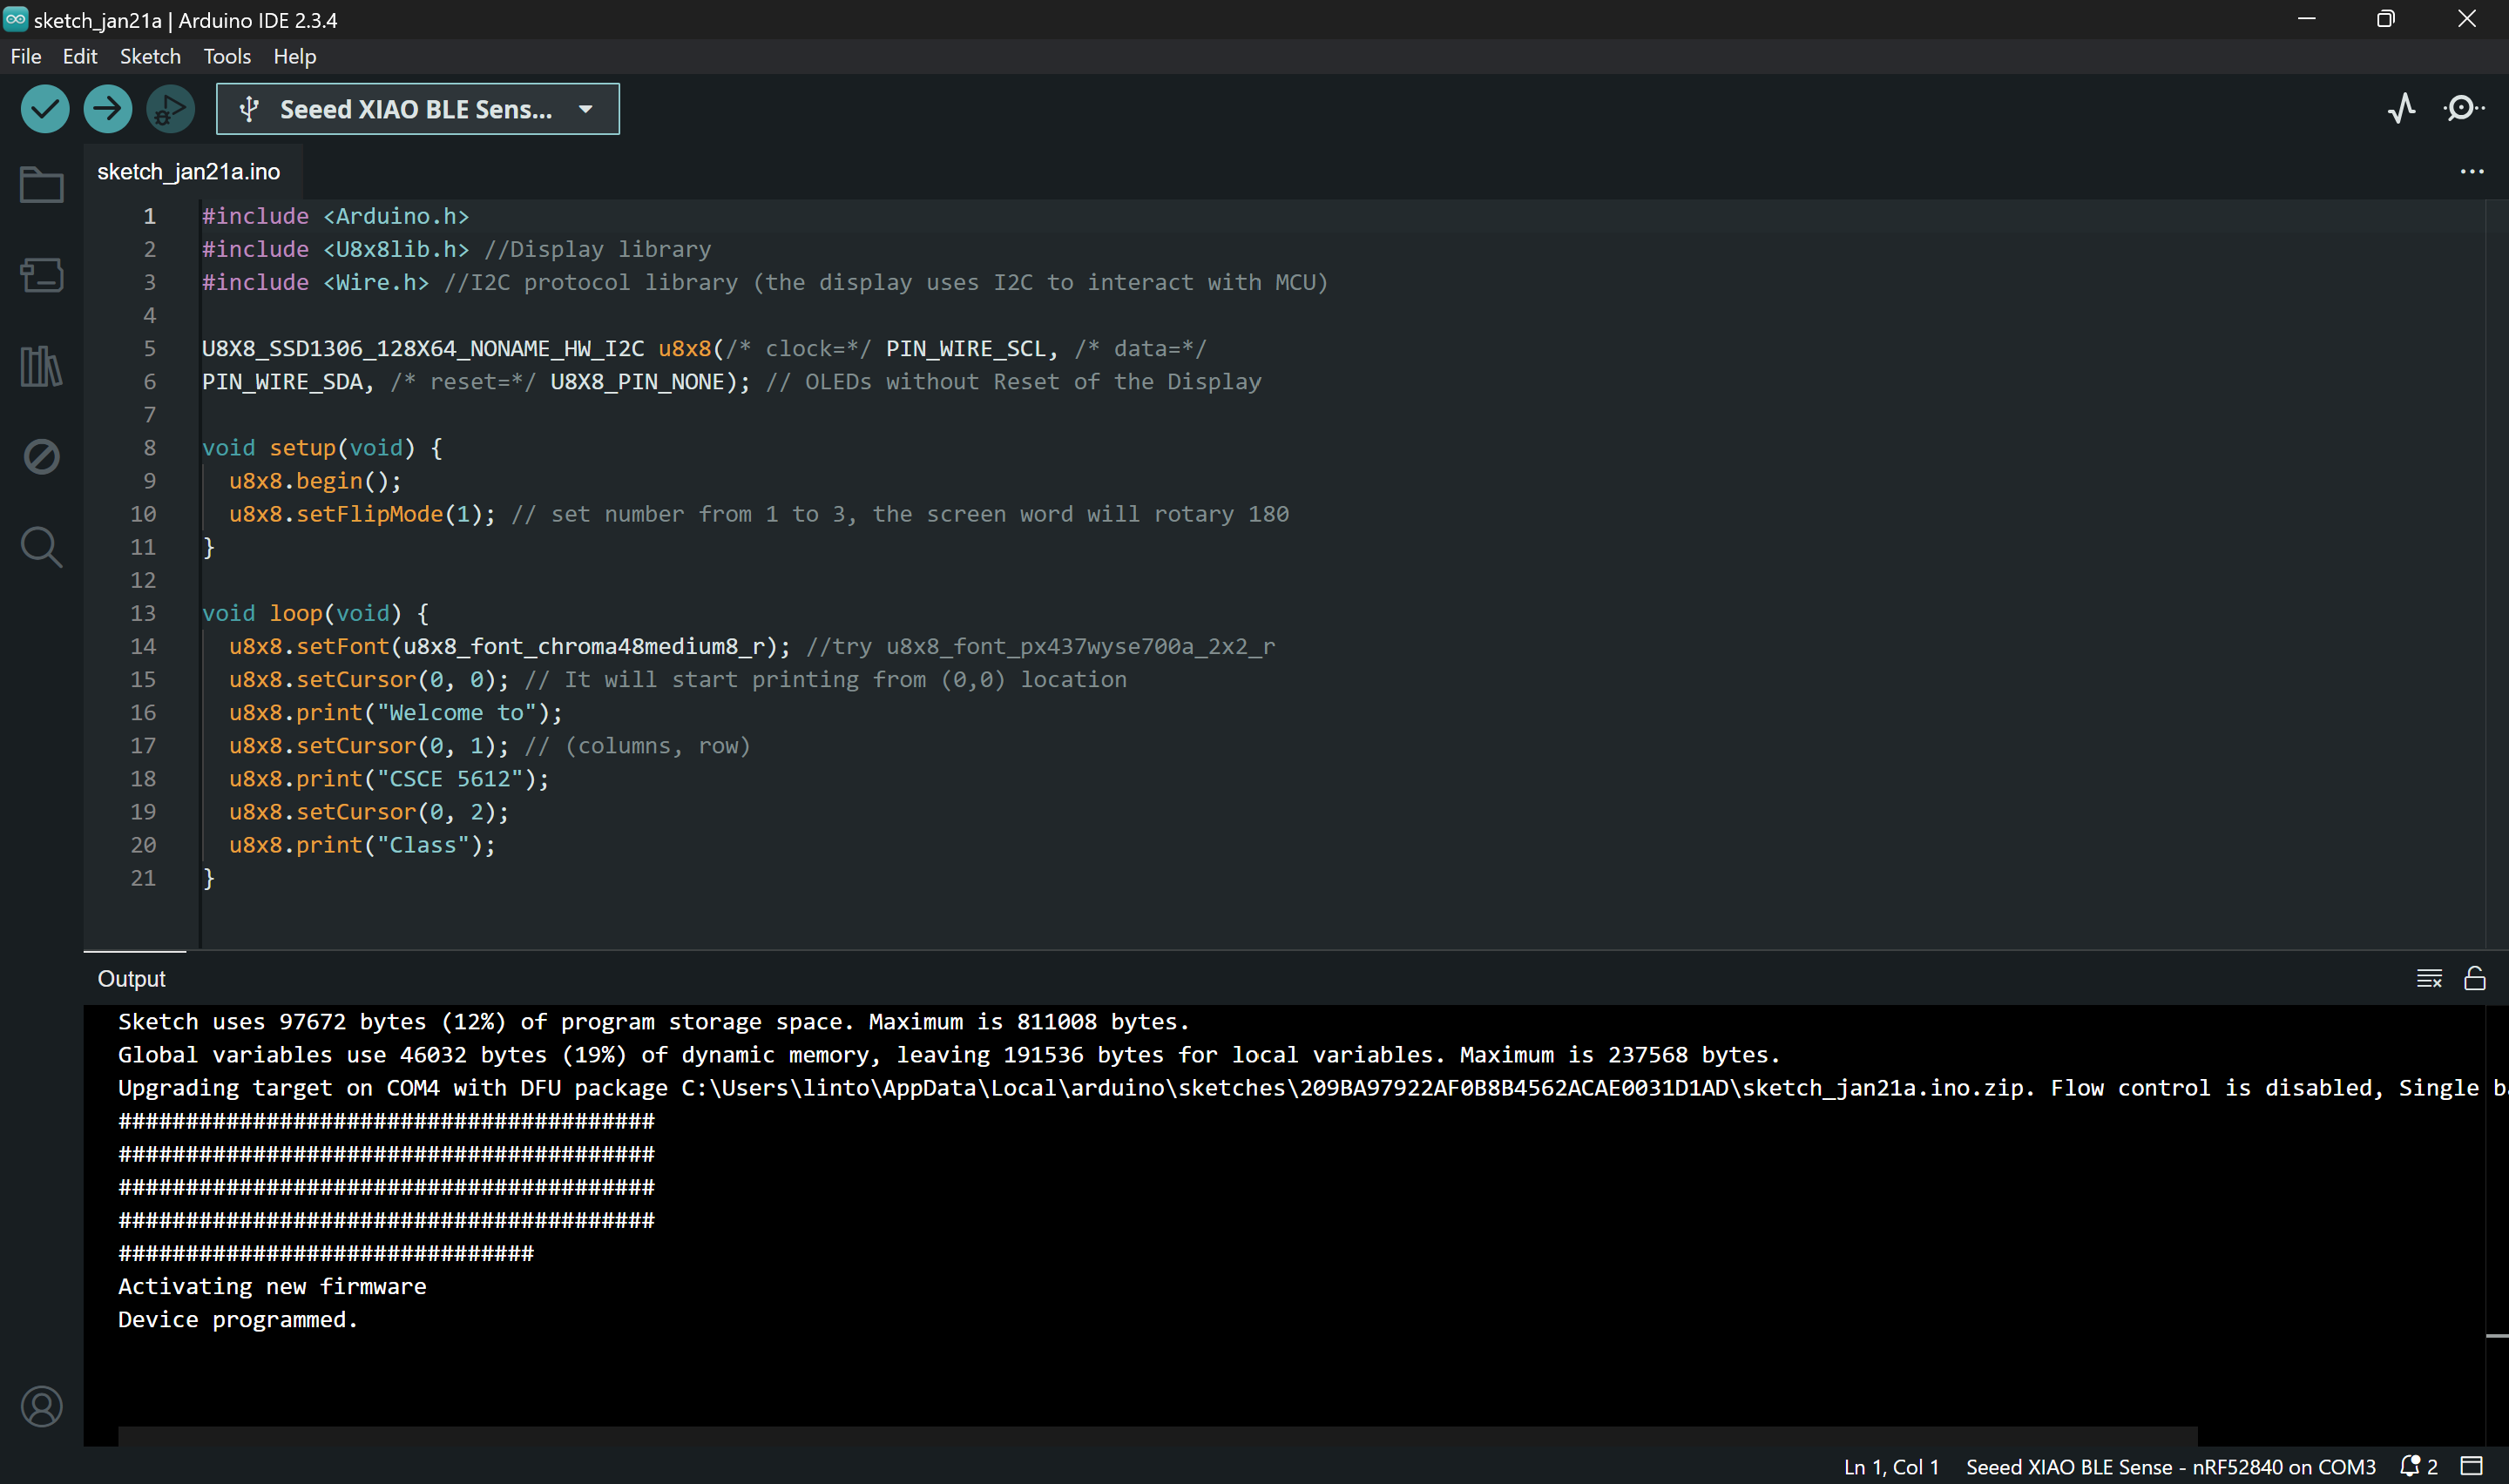 sketch_jan21a | Arduino IDE 2.3.4
File Edit Sketch Tools Help
Seeed XIAO BLE Sens...
sketch_jan21a.ino
1 #include <Arduino.h>
2 #include <U8x8lib.h> //Display library
3 #include <Wire.h> //I2C protocol library (the display uses I2C to interact with MCU)
4
5 U8X8_SSD1306_128X64_NONAME_HW_I2C u8x8(/* clock=*/ PIN_WIRE_SCL, /* data=*/
6 PIN_WIRE_SDA, /* reset=*/ U8X8_PIN_NONE); // OLEDs without Reset of the Display
7
8 void setup(void) {
9 u8x8.begin();
10 u8x8.setFlipMode(1); // set number from 1 to 3, the screen word will rotary 180
11 }
12
13 void loop(void) {
14 u8x8.setFont(u8x8_font_chroma48medium8_r); //try u8x8_font_px437wyse700a_2x2_r
15 u8x8.setCursor(0, 0); // It will start printing from (0,0) location
16 u8x8.print("Welcome to");
17 u8x8.setCursor(0, 1); // (columns, row)
18 u8x8.print("CSCE 5612");
19 u8x8.setCursor(0, 2);
20 u8x8.print("Class");
21 }
Output
Sketch uses 97672 bytes (12%) of program storage space. Maximum is 811008 bytes.
Global variables use 46032 bytes (19%) of dynamic memory, leaving 191536 bytes for local variables. Maximum is 237568 bytes.
Upgrading target on COM4 with DFU package C:\Users\linto\AppData\Local\arduino\sketches\209BA97922AF0B8B4562ACAE0031D1AD\sketch_jan21a.ino.zip. Flow control is disabled, Single
########################################
########################################
########################################
########################################
###############################
Activating new firmware
Device programmed.
Ln 1, Col 1 Seeed XIAO BLE Sense - nRF52840 on COM3 2